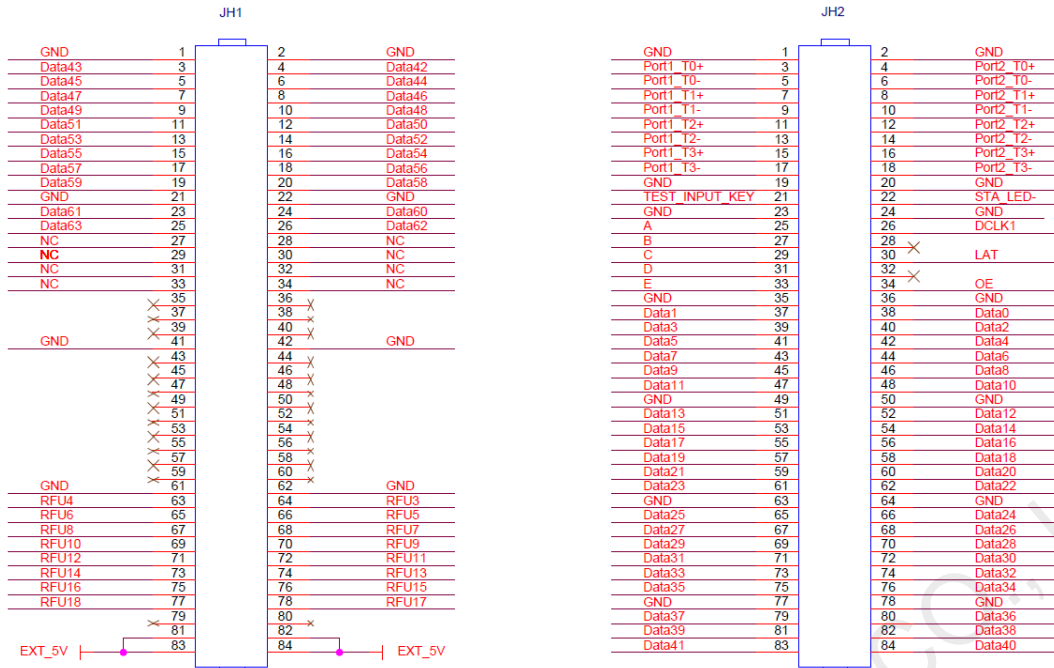 JH1
GND 1 2 GND
Data43 3 4 Data42
Data45 5 6 Data44
Data47 7 8 Data46
Data49 9 10 Data48
Data51 11 12 Data50
Data53 13 14 Data52
Data55 15 16 Data54
Data57 17 18 Data56
Data59 19 20 Data58
GND 21 22 GND
Data61 23 24 Data60
Data63 25 26 Data62
NC 27 28 NC
NC 29 30 NC
NC 31 32 NC
NC 33 34 NC
35 36
37 38
39 40
GND 41 42 GND
43 44
45 46
47 48
49 50
51 52
53 54
55 56
57 58
59 60
GND 61 62 GND
RFU4 63 64 RFU3
RFU6 65 66 RFU5
RFU8 67 68 RFU7
RFU10 69 70 RFU9
RFU12 71 72 RFU11
RFU14 73 74 RFU13
RFU16 75 76 RFU15
RFU18 77 78 RFU17
79 80
81 82
EXT_5V 83 84 EXT_5V
JH2
GND 1 2 GND
Port1_T0+ 3 4 Port2_T0+
Port1_T0- 5 6 Port2_T0-
Port1_T1+ 7 8 Port2_T1+
Port1_T1- 9 10 Port2_T1-
Port1_T2+ 11 12 Port2_T2+
Port1_T2- 13 14 Port2_T2-
Port1_T3+ 15 16 Port2_T3+
Port1_T3- 17 18 Port2_T3-
GND 19 20 GND
TEST_INPUT_KEY 21 22 STA_LED-
GND 23 24 GND
A 25 26 DCLK1
B 27 28
C 29 30 LAT
D 31 32
E 33 34 OE
GND 35 36 GND
Data1 37 38 Data0
Data3 39 40 Data2
Data5 41 42 Data4
Data7 43 44 Data6
Data9 45 46 Data8
Data11 47 48 Data10
GND 49 50 GND
Data13 51 52 Data12
Data15 53 54 Data14
Data17 55 56 Data16
Data19 57 58 Data18
Data21 59 60 Data20
Data23 61 62 Data22
GND 63 64 GND
Data25 65 66 Data24
Data27 67 68 Data26
Data29 69 70 Data28
Data31 71 72 Data30
Data33 73 74 Data32
Data35 75 76 Data34
GND 77 78 GND
Data37 79 80 Data36
Data39 81 82 Data38
Data41 83 84 Data40